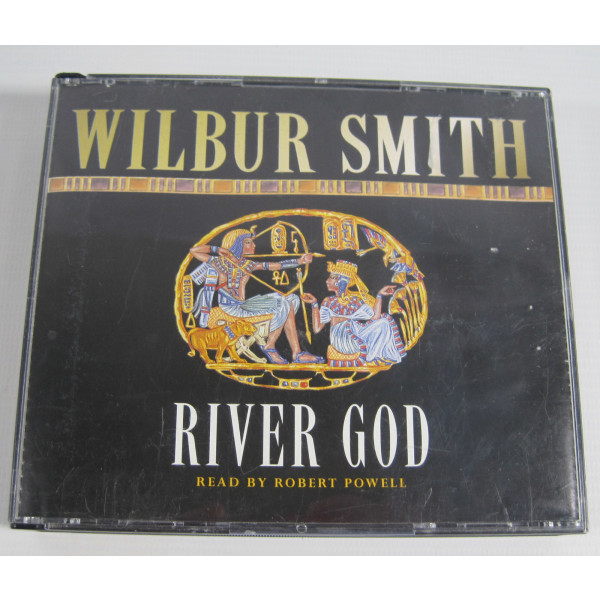 WILBUR SMITH
RIVER GOD
READ BY ROBERT POWELL